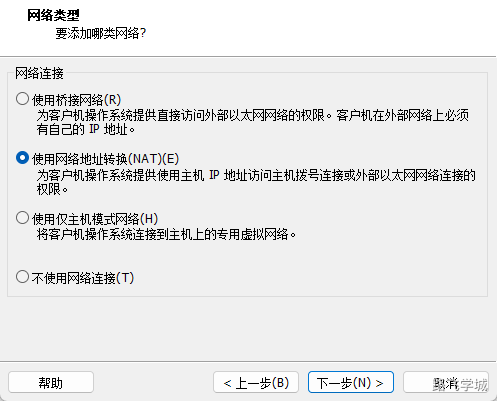 网络类型
要添加哪类网络?
网络连接
使用桥接网络(R)
为客户机操作系统提供直接访问外部以太网网络的权限。客户机在外部网络上必须
有自己的 IP 地址。
使用网络地址转换(NAT)(E)
为客户机操作系统提供使用主机 IP 地址访问主机拨号连接或外部以太网网络连接的
权限。
使用仅主机模式网络(H)
将客户机操作系统连接到主机上的专用虚拟网络。
不使用网络连接(T)
帮助
< 上一步(B)
下一步(N) >
取消